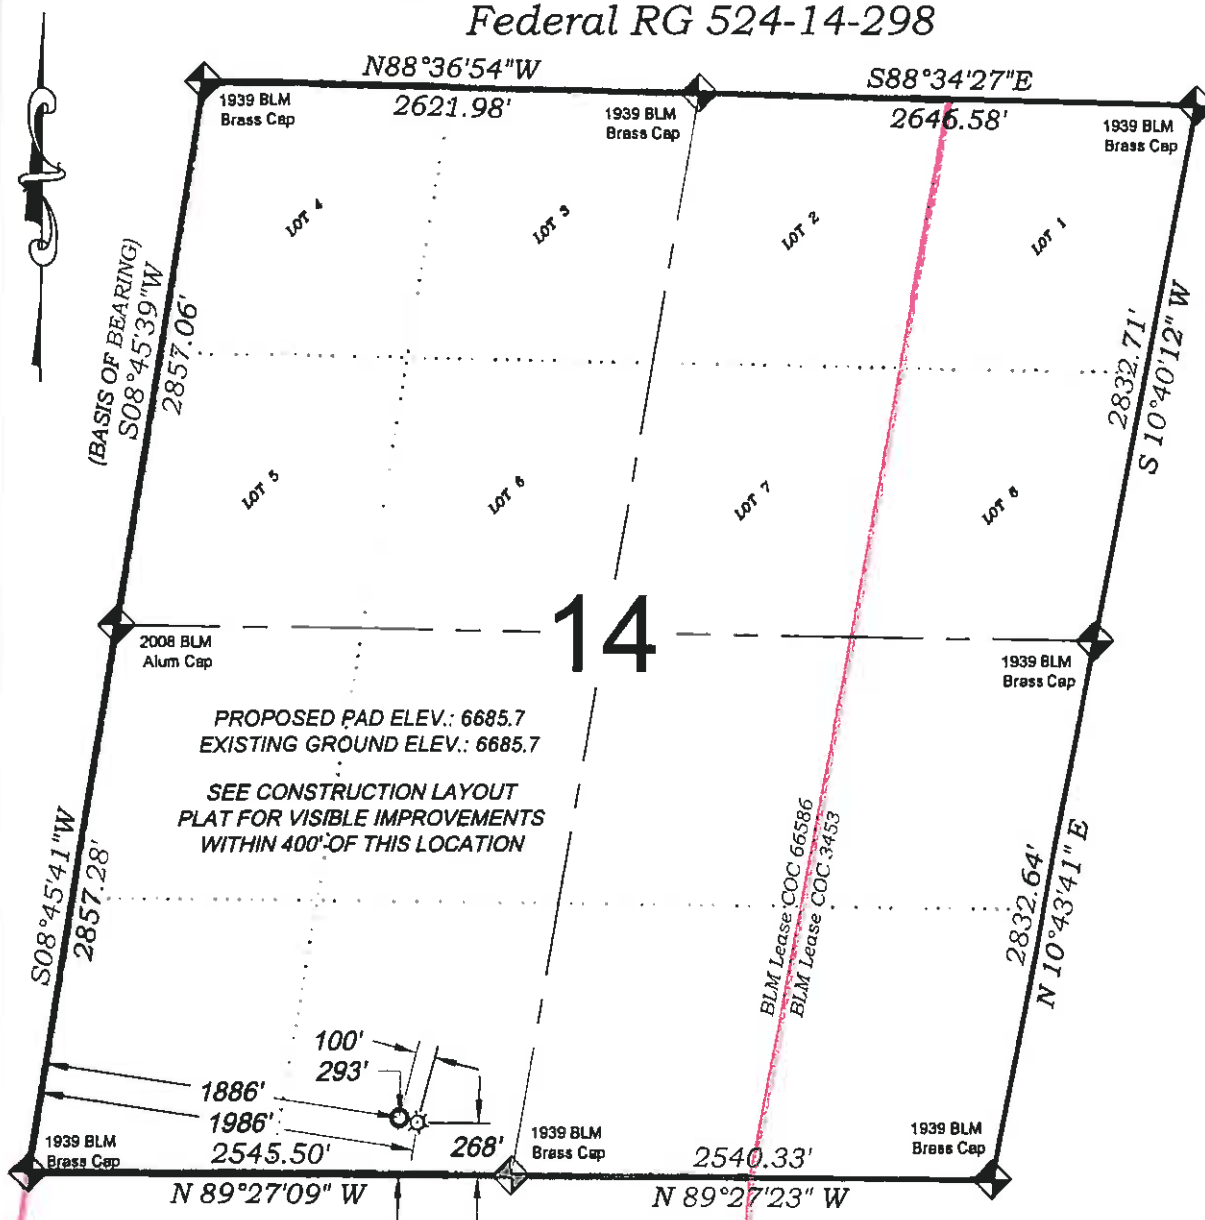 Federal RG 524-14-298
N88°36'54"W
2621.98'
S88°34'27"E
2646.58'
1939 BLM
Brass Cap
1939 BLM
Brass Cap
1939 BLM
Brass Cap
LOT 4
LOT 3
LOT 2
LOT 1
(BASIS OF BEARING)
S08°45'39"W
2857.06'
2832.71'
S 10°40'12" W
LOT 5
LOT 6
LOT 7
LOT 8
14
2008 BLM
Alum Cap
1939 BLM
Brass Cap
PROPOSED PAD ELEV.: 6685.7
EXISTING GROUND ELEV.: 6685.7
SEE CONSTRUCTION LAYOUT
PLAT FOR VISIBLE IMPROVEMENTS
WITHIN 400' OF THIS LOCATION
S08°45'41"W
2857.28'
BLM Lease COC 66586
BLM Lease COC 3453
2832.64'
N 10°43'41" E
100'
293'
1886'
1986'
268'
1939 BLM
Brass Cap
2545.50'
N 89°27'09" W
1939 BLM
Brass Cap
2540.33'
N 89°27'23" W
1939 BLM
Brass Cap